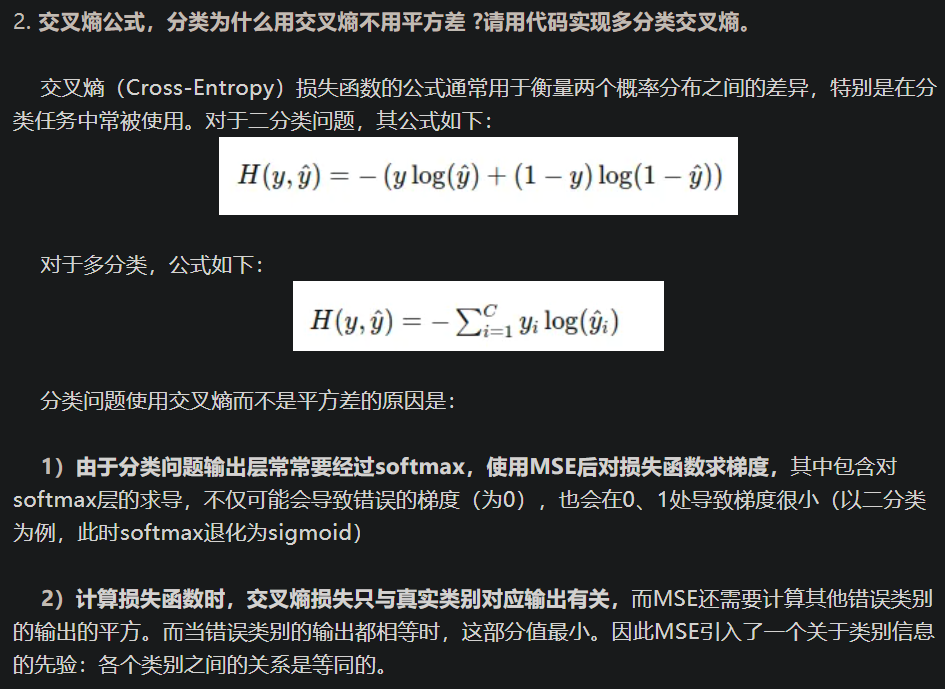 2. 交叉熵公式，分类为什么用交叉熵不用平方差 ?请用代码实现多分类交叉熵。
交叉熵（Cross-Entropy）损失函数的公式通常用于衡量两个概率分布之间的差异，特别是在分
类任务中常被使用。对于二分类问题，其公式如下：
H(y, ŷ) = − (y log(ŷ) + (1 − y) log(1 − ŷ))
对于多分类，公式如下：
H(y, ŷ) = − ∑_{i=1}^{C} y_i log(ŷ_i)
分类问题使用交叉熵而不是平方差的原因是：
1）由于分类问题输出层常常要经过softmax，使用MSE后对损失函数求梯度，其中包含对
softmax层的求导，不仅可能会导致错误的梯度（为0），也会在0、1处导致梯度很小（以二分类
为例，此时softmax退化为sigmoid）
2）计算损失函数时，交叉熵损失只与真实类别对应输出有关，而MSE还需要计算其他错误类别
的输出的平方。而当错误类别的输出都相等时，这部分值最小。因此MSE引入了一个关于类别信息
的先验：各个类别之间的关系是等同的。